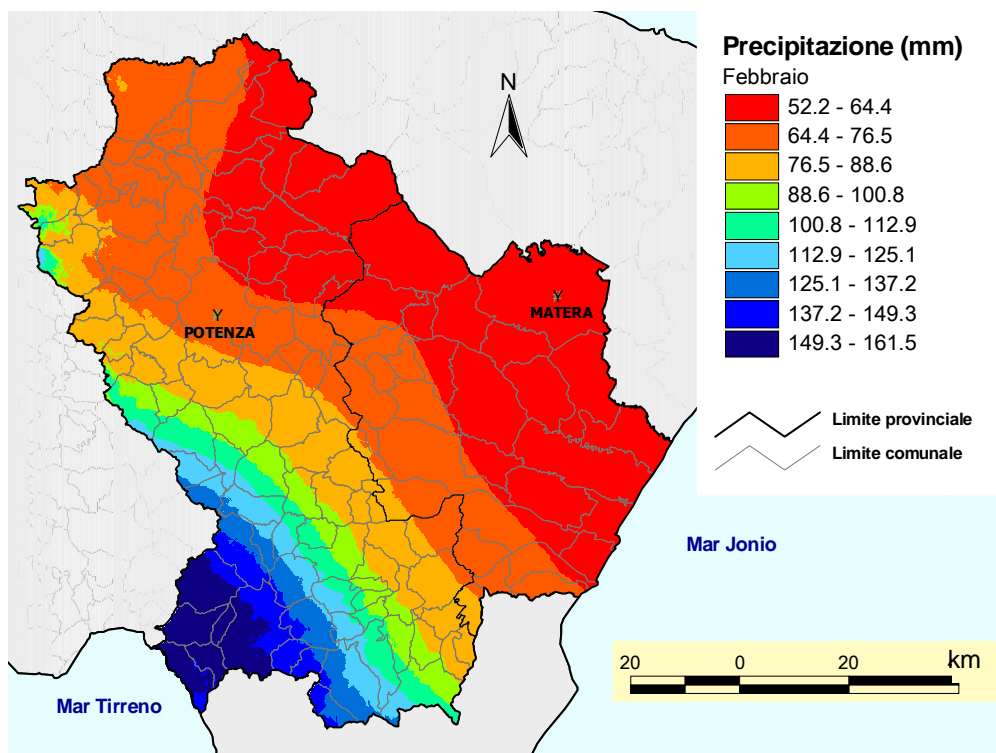 Precipitazione (mm)
Febbraio
52.2 - 64.4
64.4 - 76.5
76.5 - 88.6
88.6 - 100.8
100.8 - 112.9
112.9 - 125.1
125.1 - 137.2
137.2 - 149.3
149.3 - 161.5
N
POTENZA
MATERA
Limite provinciale
Limite comunale
Mar Jonio
Mar Tirreno
20 0 20 km